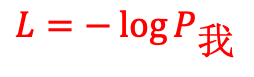 L = − log P我